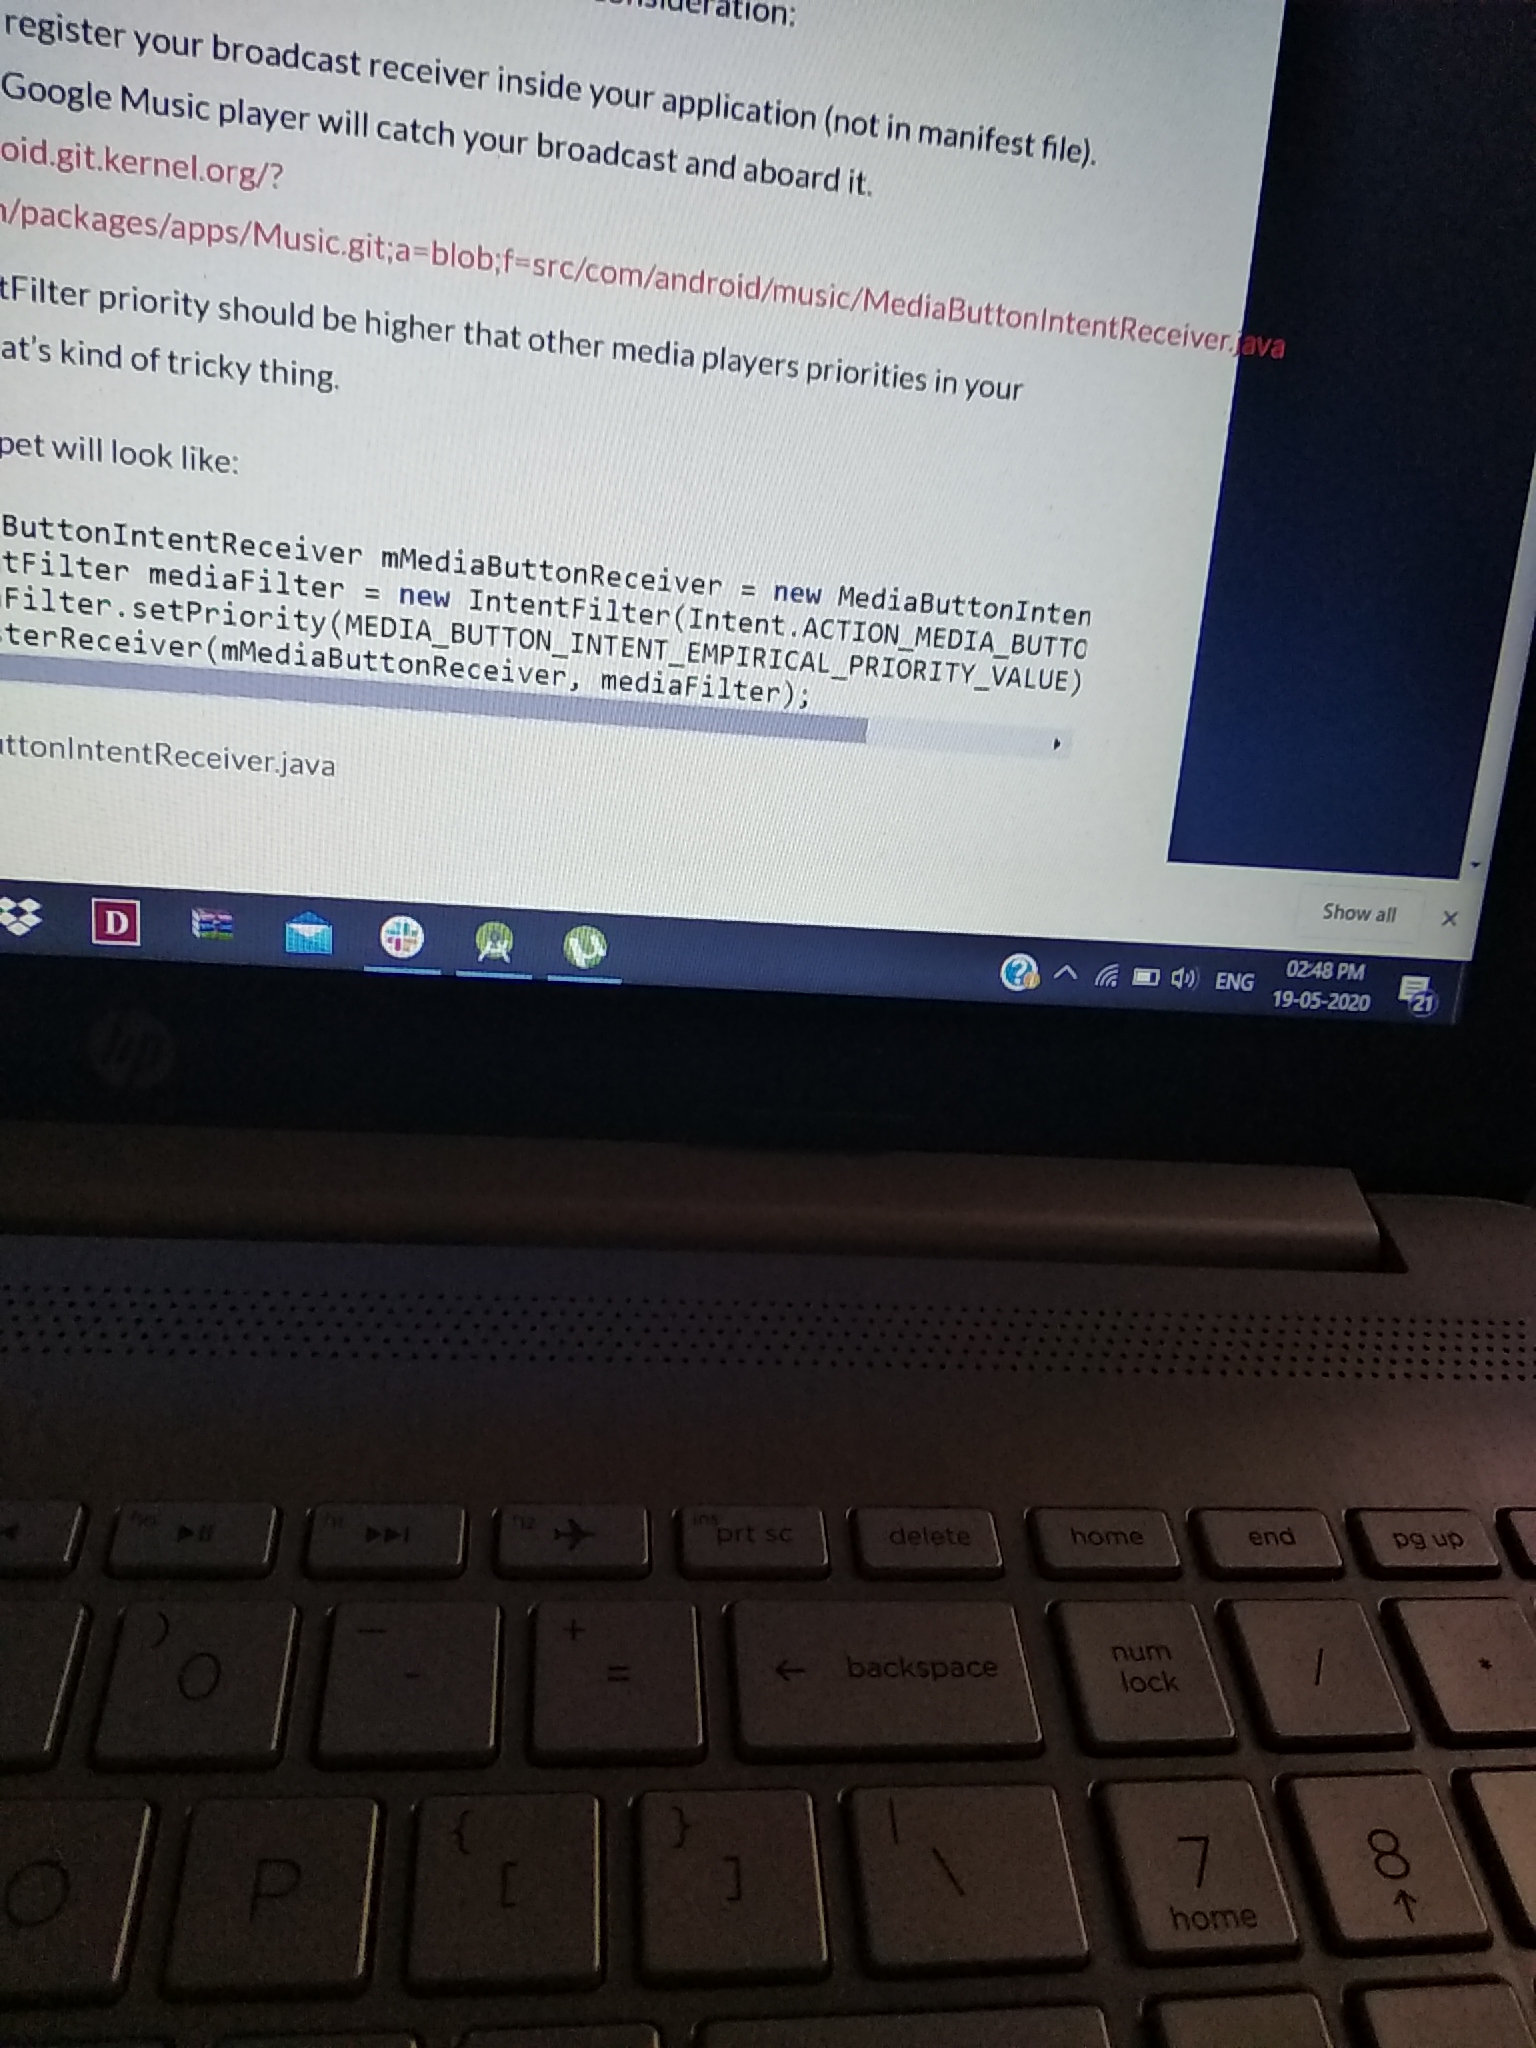 register your broadcast receiver inside your application (not in manifest file).
Google Music player will catch your broadcast and aboard it.
oid.git.kernel.org/?
/packages/apps/Music.git;a=blob;f=src/com/android/music/MediaButtonIntentReceiver.java
tFilter priority should be higher that other media players priorities in your
at's kind of tricky thing.
pet will look like:
ButtonIntentReceiver mMediaButtonReceiver = new MediaButtonInten
tFilter mediaFilter = new IntentFilter(Intent.ACTION_MEDIA_BUTTO
Filter.setPriority(MEDIA_BUTTON_INTENT_EMPIRICAL_PRIORITY_VALUE)
terReceiver(mMediaButtonReceiver, mediaFilter);
ttonIntentReceiver.java
Show all
D
ENG
02:48 PM
19-05-2020
21
hp
ins
prt sc
delete
home
end
pg up
)
0
-
+
=
backspace
num
lock
/
*
O
P
{
[
}
]
|
\
7
home
8